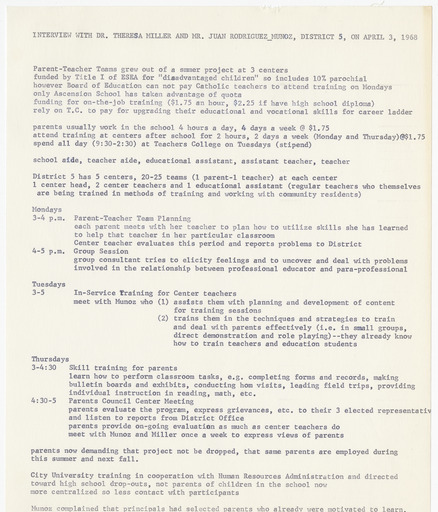 INTERVIEW WITH DR. THERESA MILLER AND MR. JUAN RODRIGUEZ MUNOZ, DISTRICT 5, ON APRIL 3, 1968
Parent-Teacher Teams grew out of a summer project at 3 centers
funded by Title I of ESEA for "disadvantaged children" so includes 10% parochial
however Board of Education can not pay Catholic teachers to attend training on Mondays
only Ascension School has taken advantage of quota
funding for on-the-job training ($1.75 an hour, $2.25 if have high school diploma)
rely on T.C. to pay for upgrading their educational and vocational skills for career ladder
parents usually work in the school 4 hours a day, 4 days a week @ $1.75
attend training at centers after school for 2 hours, 2 days a week (Monday and Thursday)@$1.75
spend all day (9:30-2:30) at Teachers College on Tuesdays (stipend)
school aide, teacher aide, educational assistant, assistant teacher, teacher
District 5 has 5 centers, 20-25 teams (1 parent-1 teacher) at each center
1 center head, 2 center teachers and 1 educational assistant (regular teachers who themselves
are being trained in methods of training and working with community residents)
Mondays
3-4 p.m. Parent-Teacher Team Planning
each parent meets with her teacher to plan how to utilize skills she has learned
to help that teacher in her particular classroom
Center teacher evaluates this period and reports problems to District
4-5 p.m. Group Session
group consultant tries to elicity feelings and to uncover and deal with problems
involved in the relationship between professional educator and para-professional
Tuesdays
3-5 In-Service Training for Center teachers
meet with Munoz who (1) assists them with planning and development of content
for training sessions
(2) trains them in the techniques and strategies to train
and deal with parents effectively (i.e. in small groups,
direct demonstration and role playing)--they already know
how to train teachers and education students
Thursdays
3-4:30 Skill training for parents
learn how to perform classroom tasks, e.g. completing forms and records, making
bulletin boards and exhibits, conducting hom visits, leading field trips, providing
individual instruction in reading, math, etc.
4:30-5 Parents Council Center Meeting
parents evaluate the program, express grievances, etc. to their 3 elected representativ
and listen to reports from District Office
parents provide on-going evaluation as much as center teachers do
meet with Munoz and Miller once a week to express views of parents
parents now demanding that project not be dropped, that same parents are employed during
this summer and next fall.
City University training in cooperation with Human Resources Administration and directed
toward high school drop-outs, not parents of children in the school now
more centralized so less contact with participants
Munoz complained that principals had selected parents who already were motivated to learn.